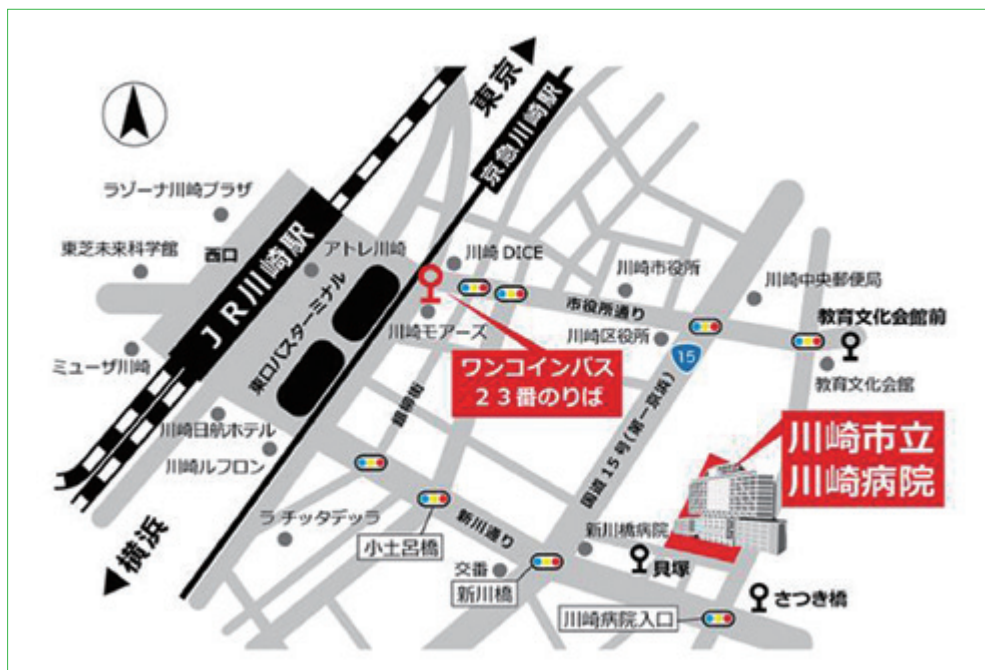 東京
京急川崎駅
ラゾーナ川崎プラザ
東芝未来科学館
西口
JR川崎駅
アトレ川崎
東口バスターミナル
川崎 DICE
川崎市役所
川崎中央郵便局
市役所通り
教育文化会館前
川崎モアーズ
川崎区役所
ミューザ川崎
ワンコインバス
23番のりば
15
教育文化会館
銀柳街
川崎日航ホテル
川崎ルフロン
国道15号(第一京浜)
川崎市立
川崎病院
横浜
ラ チッタデッラ
小土呂橋
新川通り
新川橋病院
貝塚
交番
新川橋
さつき橋
川崎病院入口